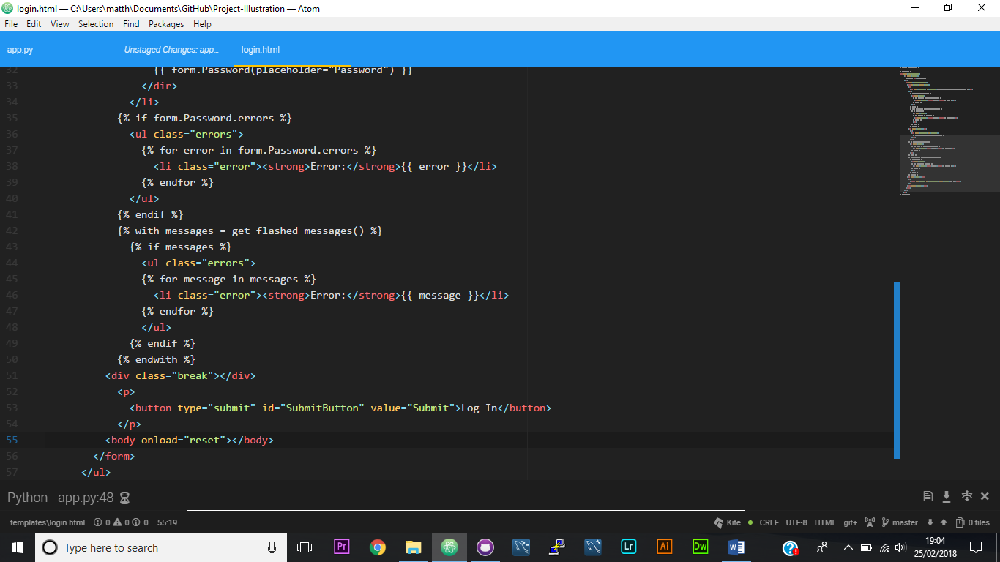 login.html — C:\Users\matth\Documents\GitHub\Project-Illustration — Atom
File Edit View Selection Find Packages Help
app.py Unstaged Changes: app... login.html
32 {{ form.Password(placeholder="Password") }}
33 </dir>
34 </li>
35 {% if form.Password.errors %}
36 <ul class="errors">
37 {% for error in form.Password.errors %}
38 <li class="error"><strong>Error:</strong>{{ error }}</li>
39 {% endfor %}
40 </ul>
41 {% endif %}
42 {% with messages = get_flashed_messages() %}
43 {% if messages %}
44 <ul class="errors">
45 {% for message in messages %}
46 <li class="error"><strong>Error:</strong>{{ message }}</li>
47 {% endfor %}
48 </ul>
49 {% endif %}
50 {% endwith %}
51 <div class="break"></div>
52 <p>
53 <button type="submit" id="SubmitButton" value="Submit">Log In</button>
54 </p>
55 <body onload="reset"></body>
56 </form>
57 </ul>
Python - app.py:48
templates\login.html 0 0 0 55:19 Kite CRLF UTF-8 HTML git+ master 0 files
Type here to search Pr Lr Ai Dw 19:04
25/02/2018